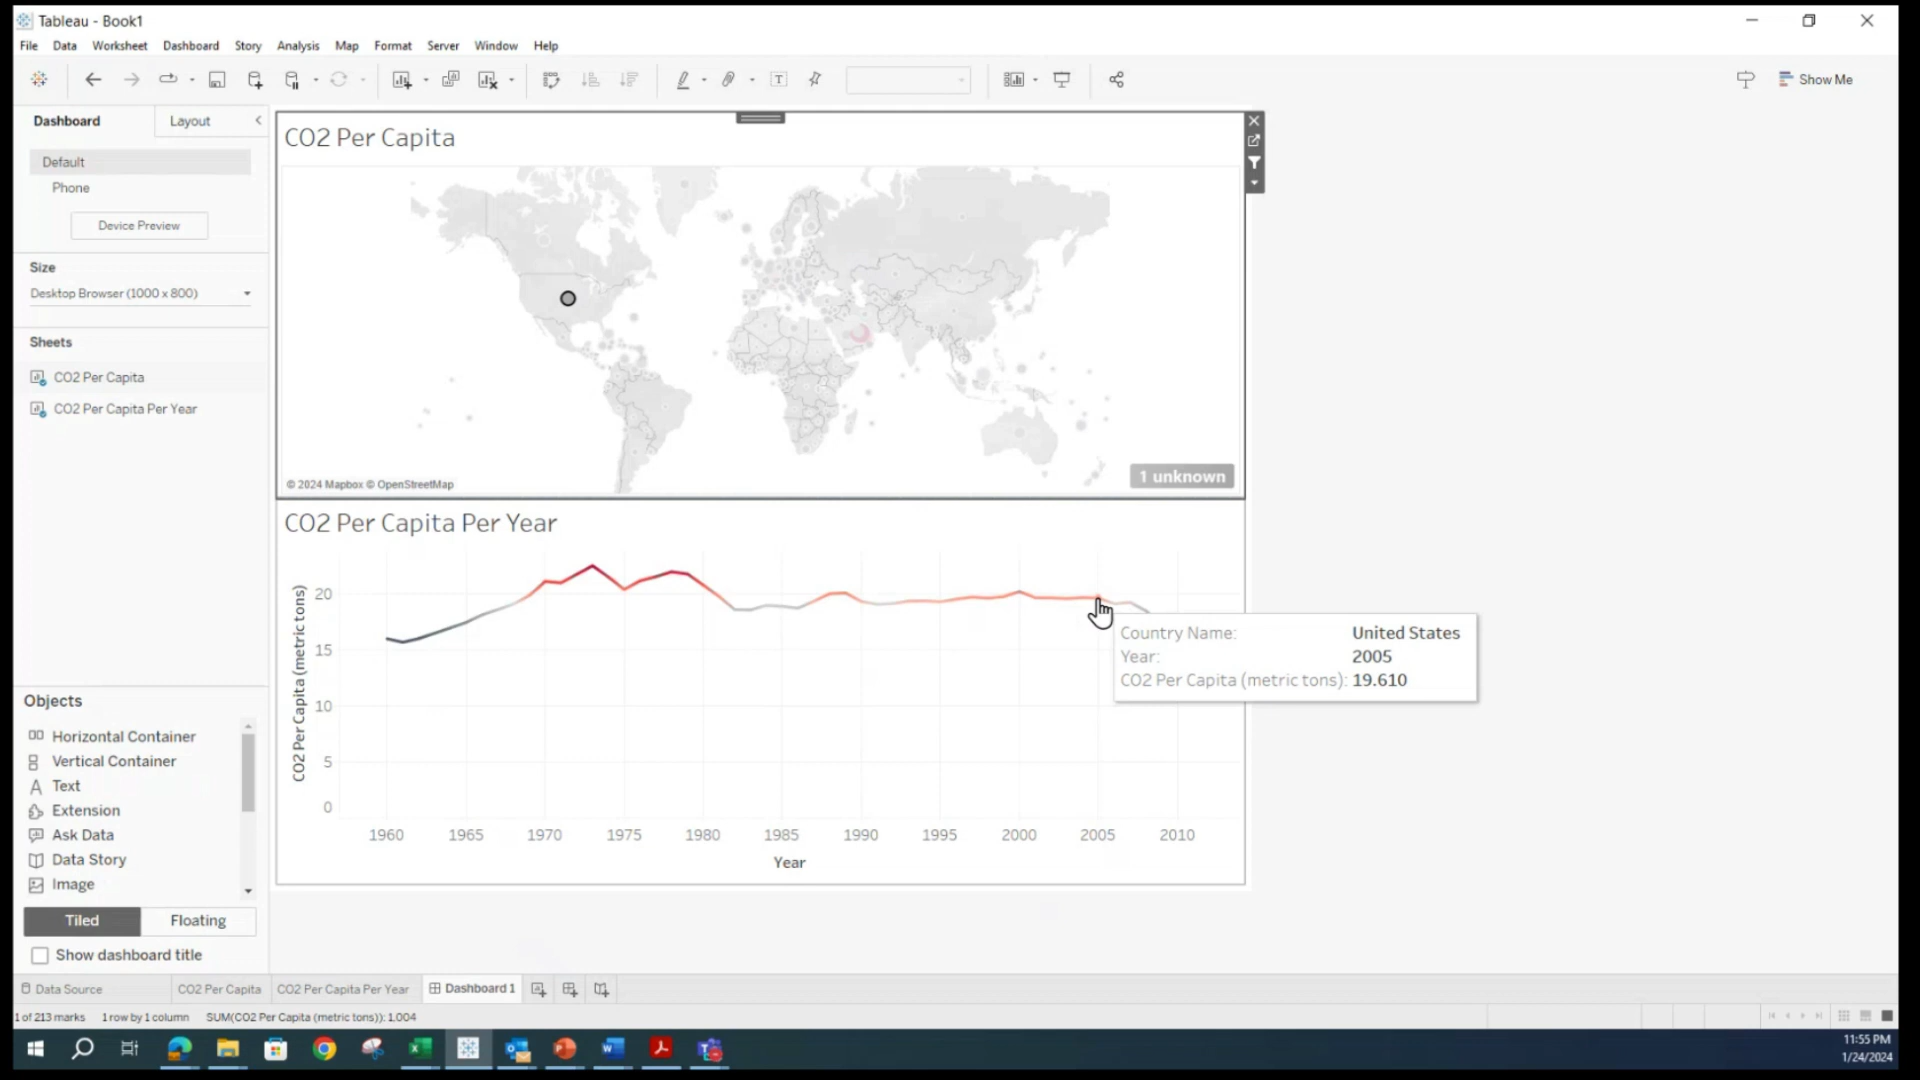 Tableau - Book1
File Data Worksheet Dashboard Story Analysis Map Format Server Window Help
Show Me
Dashboard Layout
Default
Phone
Device Preview
Size
Desktop Browser (1000 x 800)
Sheets
CO2 Per Capita
CO2 Per Capita Per Year
Objects
Horizontal Container
Vertical Container
Text
Extension
Ask Data
Data Story
Image
Tiled Floating
Show dashboard title
CO2 Per Capita
© 2024 Mapbox © OpenStreetMap
1 unknown
CO2 Per Capita Per Year
CO2 Per Capita (metric tons)
20
15
10
5
0
1960 1965 1970 1975 1980 1985 1990 1995 2000 2005 2010
Year
Country Name: United States
Year: 2005
CO2 Per Capita (metric tons): 19.610
Data Source CO2 Per Capita CO2 Per Capita Per Year Dashboard 1
1 of 213 marks 1 row by 1 column SUM(CO2 Per Capita (metric tons)): 1,004
11:55 PM
1/24/2024